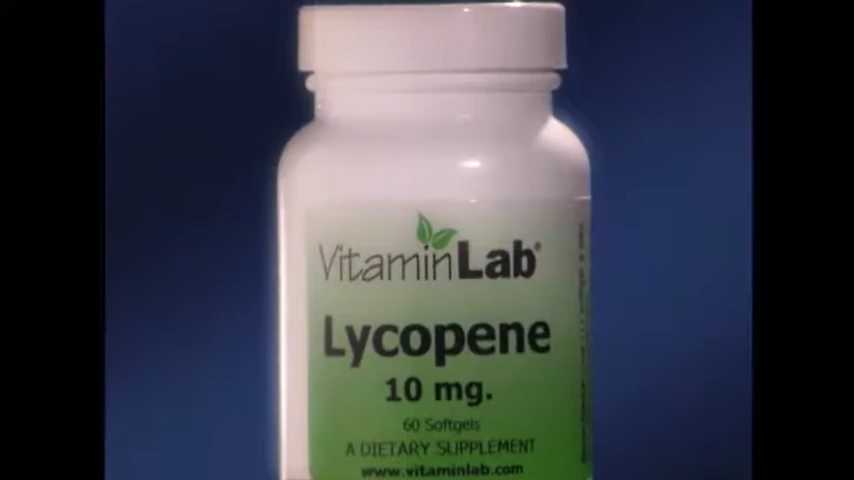 VitaminLab®
Lycopene
10 mg.
60 Softgels
A DIETARY SUPPLEMENT
www.vitaminlab.com